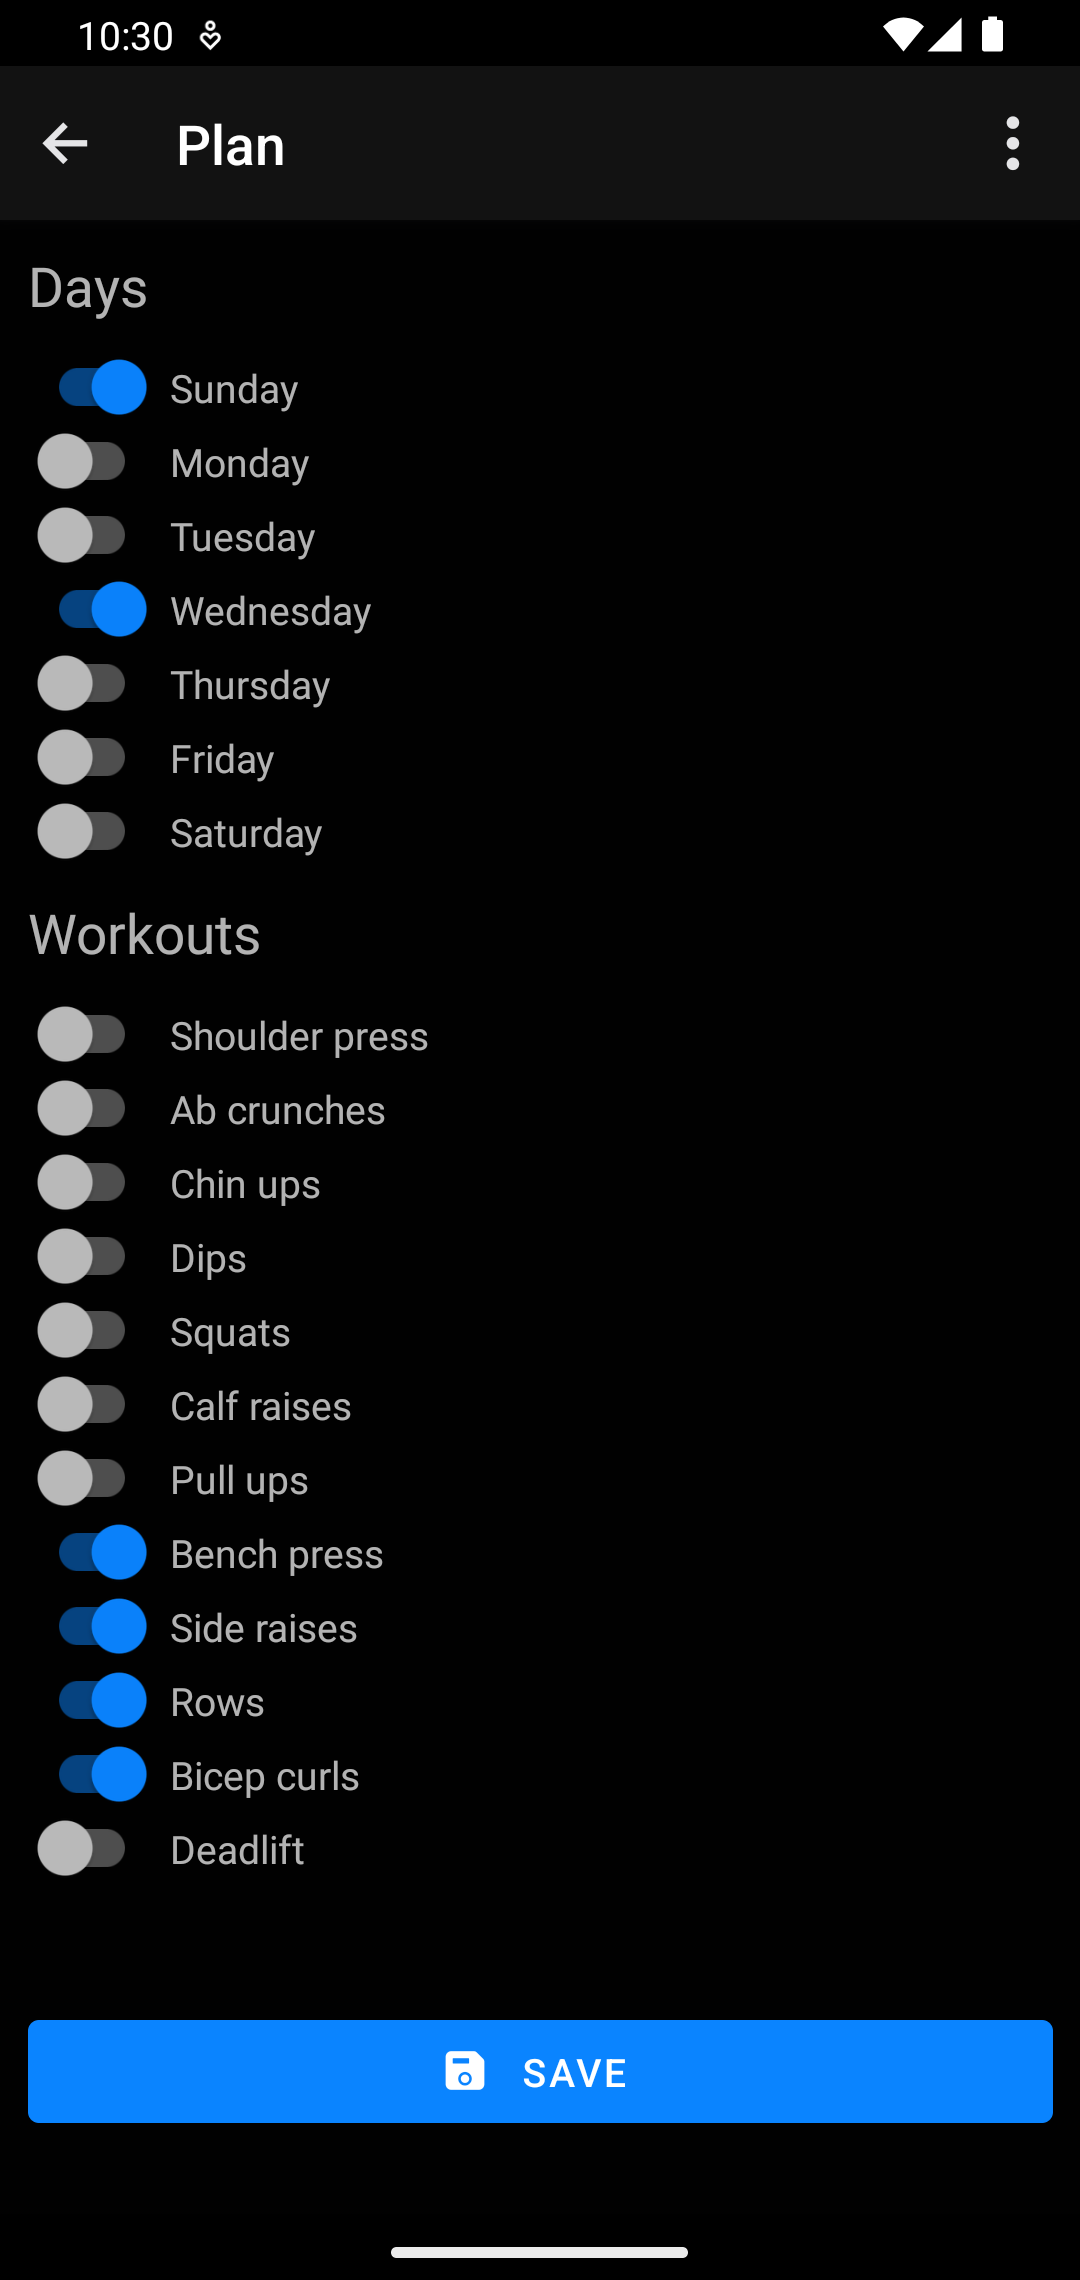 10:30
Plan
Days
Sunday
Monday
Tuesday
Wednesday
Thursday
Friday
Saturday
Workouts
Shoulder press
Ab crunches
Chin ups
Dips
Squats
Calf raises
Pull ups
Bench press
Side raises
Rows
Bicep curls
Deadlift
SAVE